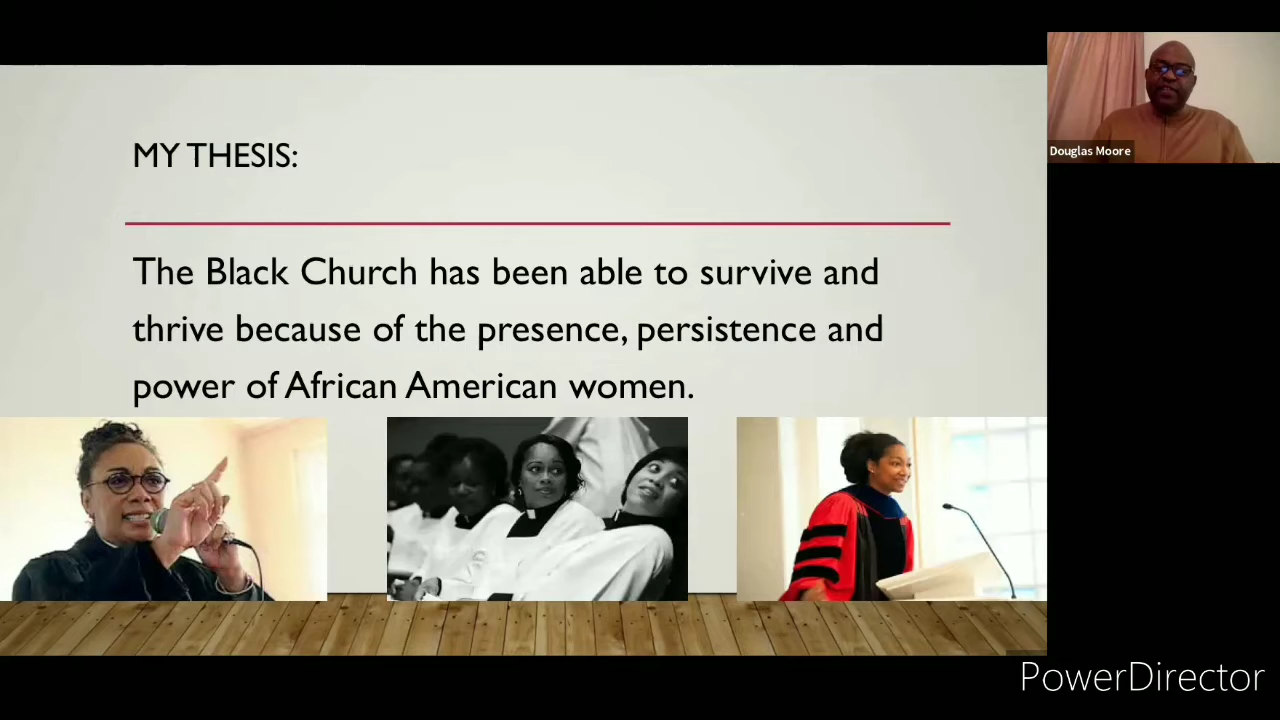 MY THESIS:
The Black Church has been able to survive and
thrive because of the presence, persistence and
power of African American women.
Douglas Moore
PowerDirector